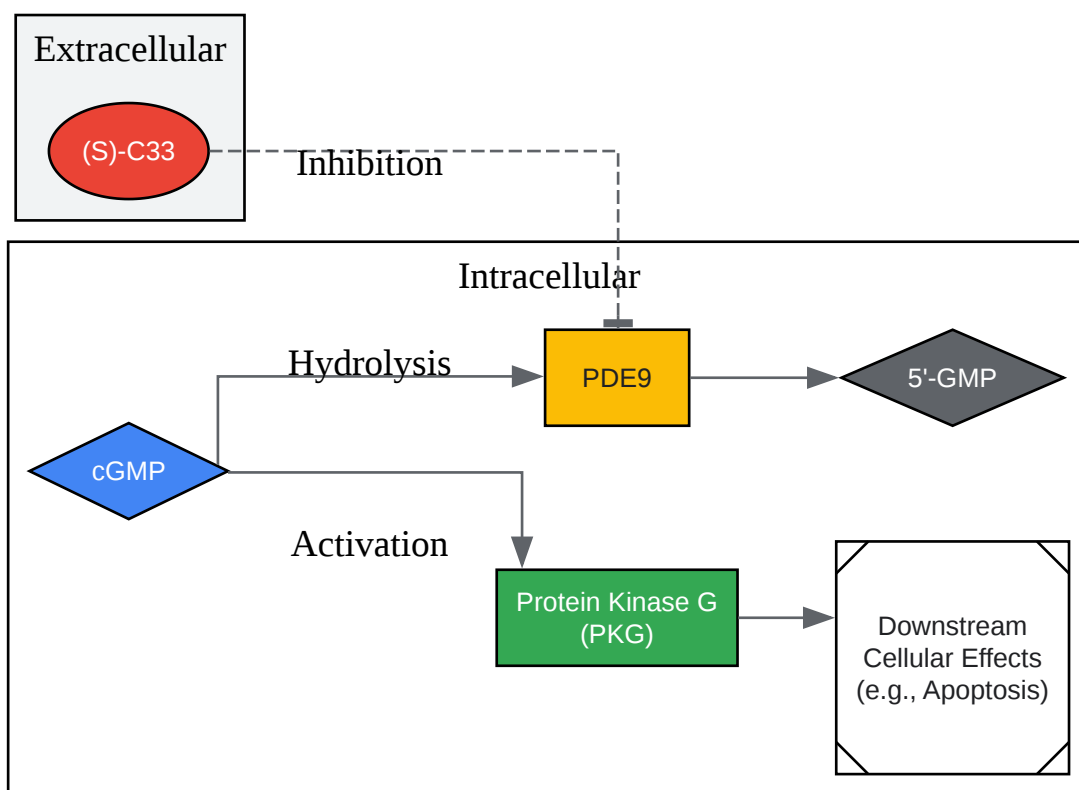 Extracellular
(S)-C33
Inhibition
Intracellular
Hydrolysis
PDE9
5'-GMP
cGMP
Activation
Protein Kinase G
(PKG)
Downstream
Cellular Effects
(e.g., Apoptosis)